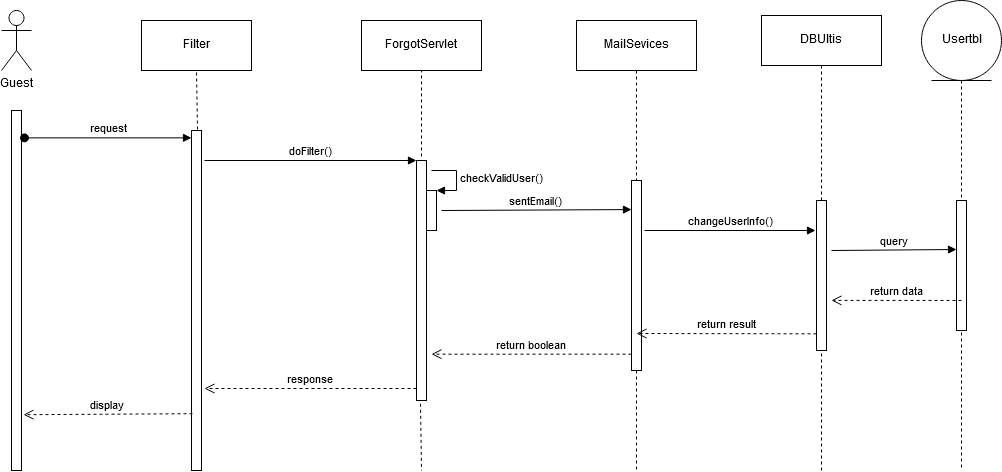 Filter
ForgotServlet
MailSevices
DBUltis
Usertbl
Guest
request
doFilter()
checkValidUser()
sentEmail()
changeUserInfo()
query
return data
return result
return boolean
response
display